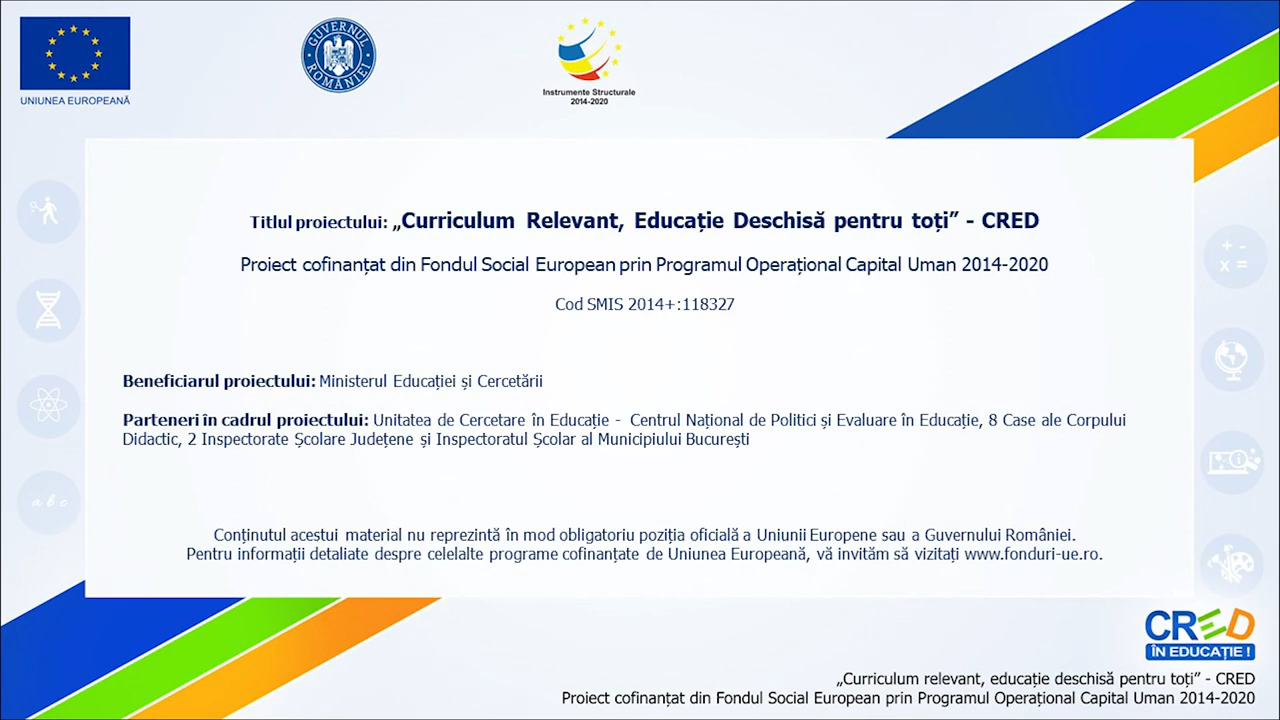 UNIUNEA EUROPEANĂ
GUVERNUL ROMÂNIEI
Instrumente Structurale
2014-2020
Titlul proiectului: „Curriculum Relevant, Educație Deschisă pentru toți” - CRED
Proiect cofinanțat din Fondul Social European prin Programul Operațional Capital Uman 2014-2020
Cod SMIS 2014+:118327
Beneficiarul proiectului: Ministerul Educației și Cercetării
Parteneri în cadrul proiectului: Unitatea de Cercetare în Educație - Centrul Național de Politici și Evaluare în Educație, 8 Case ale Corpului
Didactic, 2 Inspectorate Școlare Județene și Inspectoratul Școlar al Municipiului București
+ -
x =
a b c
Conținutul acestui material nu reprezintă în mod obligatoriu poziția oficială a Uniunii Europene sau a Guvernului României.
Pentru informații detaliate despre celelalte programe cofinanțate de Uniunea Europeană, vă invităm să vizitați www.fonduri-ue.ro.
CRED
ÎN EDUCAȚIE !
„Curriculum relevant, educație deschisă pentru toți” - CRED
Proiect cofinanțat din Fondul Social European prin Programul Operațional Capital Uman 2014-2020